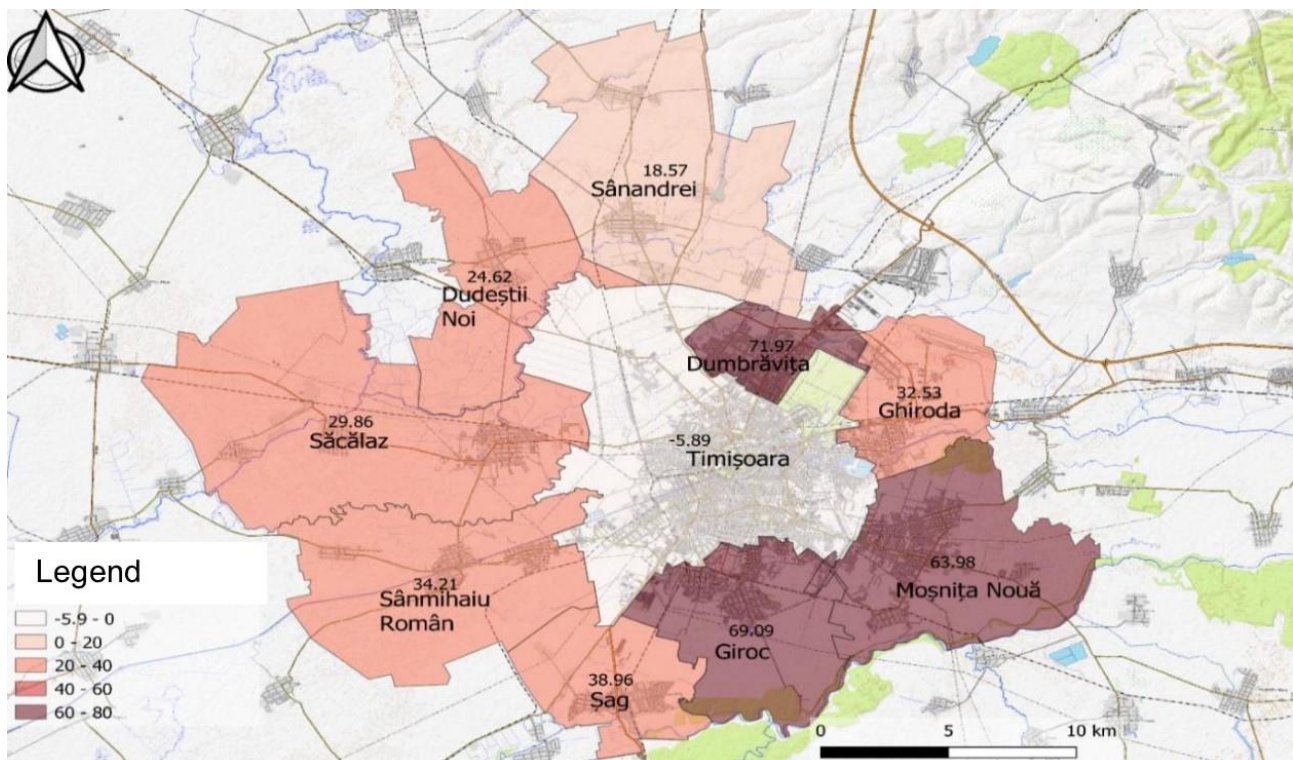 18.57
Sânandrei
24.62
Dudeștii
Noi
71.97
Dumbrăvița
32.53
Ghiroda
29.86
Săcălaz
-5.89
Timișoara
34.21
Sânmihaiu
Român
63.98
Moșnița Nouă
69.09
Giroc
38.96
Șag
Legend
-5.9 - 0
0 - 20
20 - 40
40 - 60
60 - 80
0 5 10 km